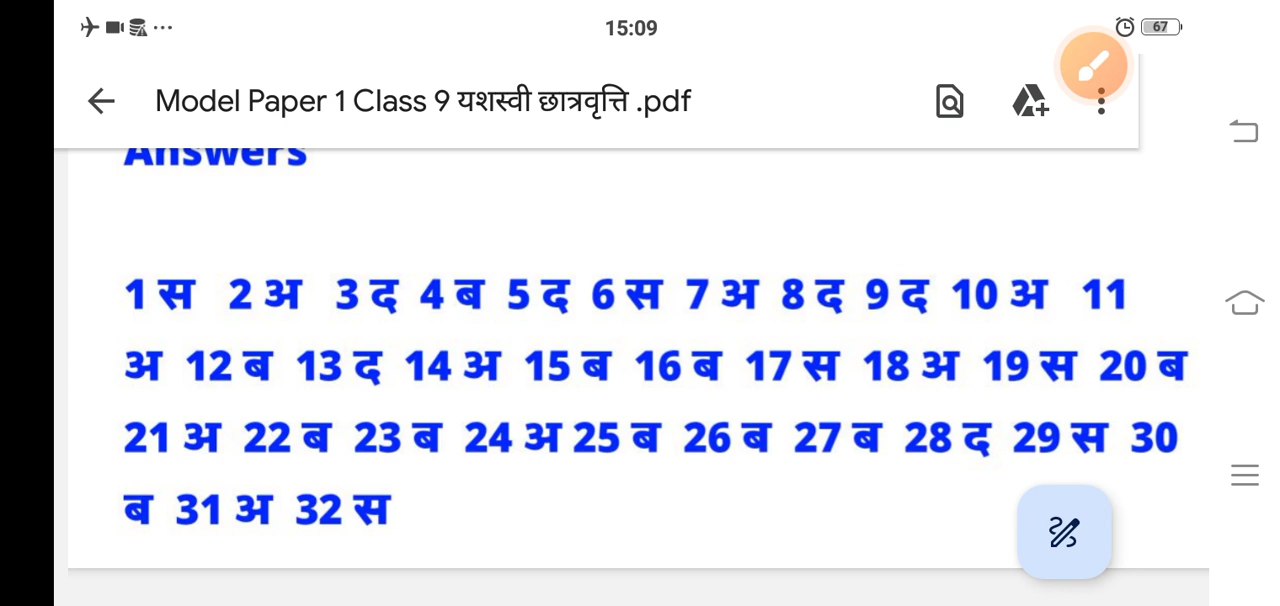 15:09
67
Model Paper 1 Class 9 यशस्वी छात्रवृत्ति .pdf
Answers
1 स 2 अ 3 द 4 ब 5 द 6 स 7 अ 8 द 9 द 10 अ 11
अ 12 ब 13 द 14 अ 15 ब 16 ब 17 स 18 अ 19 स 20 ब
21 अ 22 ब 23 ब 24 अ 25 ब 26 ब 27 ब 28 द 29 स 30
ब 31 अ 32 स